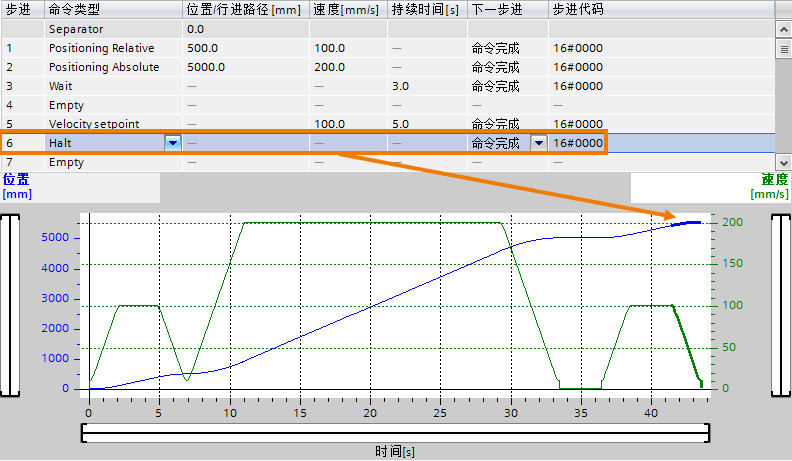 步进 命令类型 位置/行进路径 [mm] 速度[mm/s] 持续时间[s] 下一步进 步进代码
Separator 0.0
1 Positioning Relative 500.0 100.0 — 命令完成 16#0000
2 Positioning Absolute 5000.0 200.0 — 命令完成 16#0000
3 Wait — — 3.0 命令完成 16#0000
4 Empty — — — — —
5 Velocity setpoint — 100.0 5.0 命令完成 16#0000
6 Halt — — — 命令完成 16#0000
7 Empty — — — — —
位置 速度
[mm] [mm/s]
5000 200
4000 150
3000 100
2000 50
1000 0
0
0 5 10 15 20 25 30 35 40
时间[s]